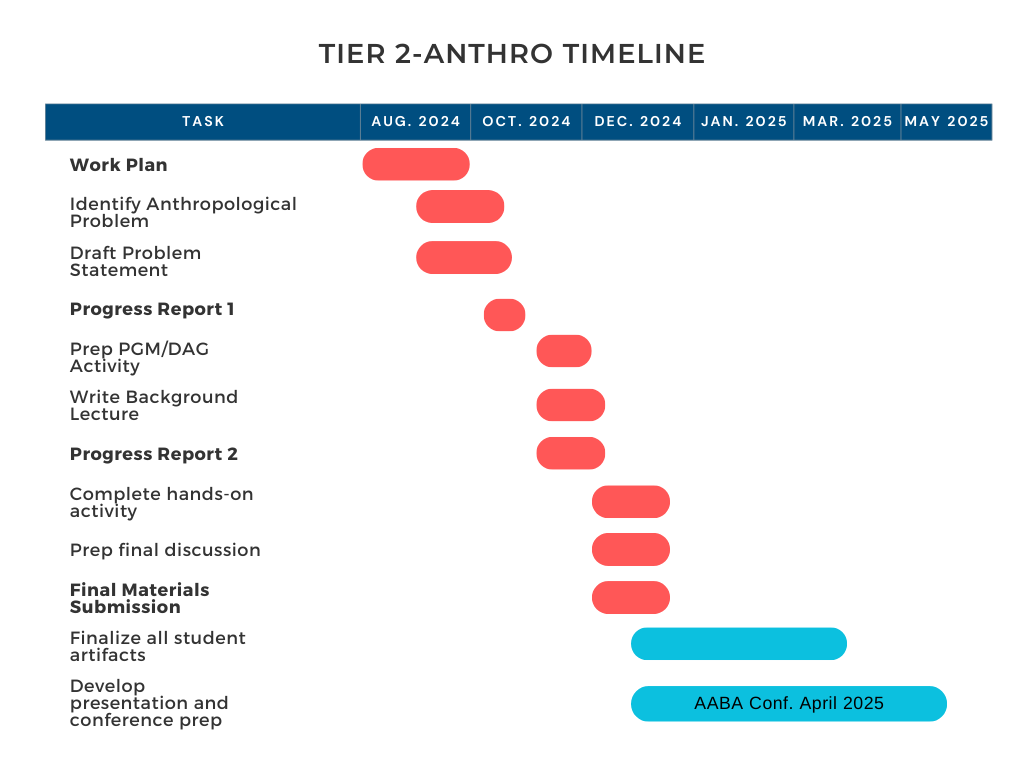 TIER 2-ANTHRO TIMELINE
TASK
AUG. 2024
OCT. 2024
DEC. 2024
JAN. 2025
MAR. 2025
MAY 2025
Work Plan
Identify Anthropological
Problem
Draft Problem
Statement
Progress Report 1
Prep PGM/DAG
Activity
Write Background
Lecture
Progress Report 2
Complete hands-on
activity
Prep final discussion
Final Materials
Submission
Finalize all student
artifacts
Develop
presentation and
conference prep
AABA Conf. April 2025